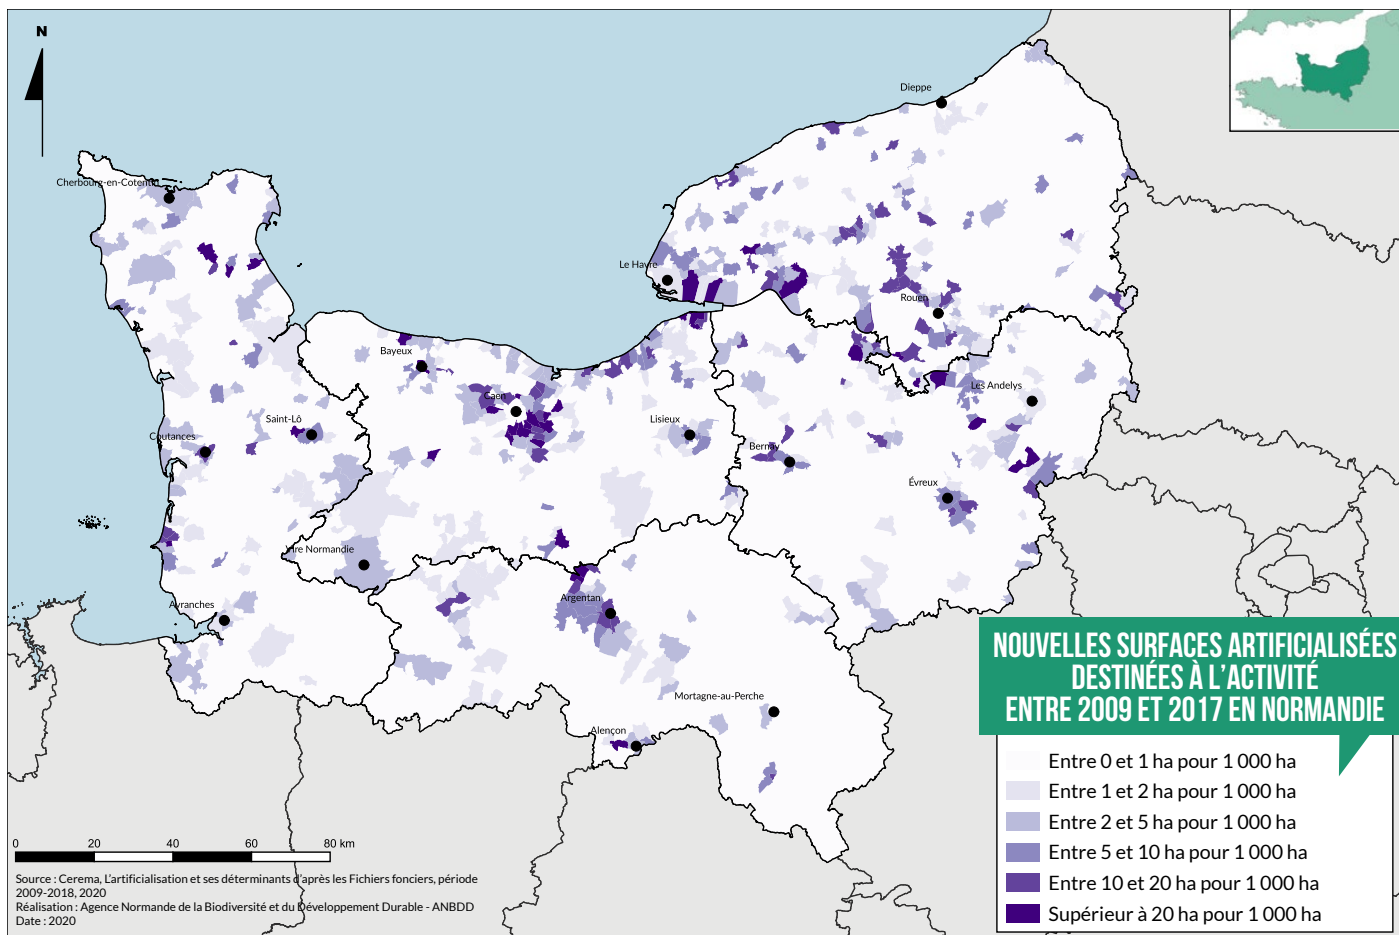 N
Dieppe
Cherbourg-en-Cotentin
Le Havre
Rouen
Bayeux
Les Andelys
Caen
Saint-Lô
Lisieux
Coutances
Bernay
Évreux
Vire Normandie
Argentan
Avranches
Mortagne-au-Perche
Alençon
NOUVELLES SURFACES ARTIFICIALISÉES
DESTINÉES À L'ACTIVITÉ
ENTRE 2009 ET 2017 EN NORMANDIE
Entre 0 et 1 ha pour 1 000 ha
Entre 1 et 2 ha pour 1 000 ha
Entre 2 et 5 ha pour 1 000 ha
Entre 5 et 10 ha pour 1 000 ha
Entre 10 et 20 ha pour 1 000 ha
Supérieur à 20 ha pour 1 000 ha
0 20 40 60 80 km
Source : Cerema, L'artificialisation et ses déterminants d'après les Fichiers fonciers, période
2009-2018, 2020
Réalisation : Agence Normande de la Biodiversité et du Développement Durable - ANBDD
Date : 2020